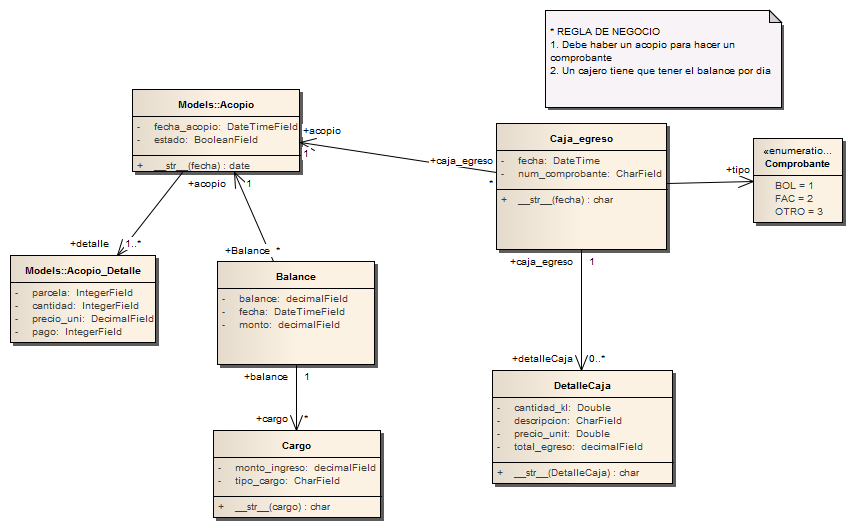 * REGLA DE NEGOCIO
1. Debe haber un acopio para hacer un
comprobante
2. Un cajero tiene que tener el balance por dia
Models::Acopio
- fecha_acopio: DateTimeField
- estado: BooleanField
+ __str__(fecha) : date
+acopio
1
+caja_egreso
*
Caja_egreso
- fecha: DateTime
- num_comprobante: CharField
+ __str__(fecha) : char
+tipo
«enumeratio...
Comprobante
BOL = 1
FAC = 2
OTRO = 3
+acopio
1
+detalle
1..*
Models::Acopio_Detalle
- parcela: IntegerField
- cantidad: IntegerField
- precio_uni: DecimalField
- pago: IntegerField
+Balance
*
Balance
- balance: decimalField
- fecha: DateTimeField
- monto: decimalField
+caja_egreso
1
+detalleCaja
0..*
DetalleCaja
- cantidad_kl: Double
- descripcion: CharField
- precio_unit: Double
- total_egreso: decimalField
+ __str__(DetalleCaja) : char
+balance
1
+cargo
*
Cargo
- monto_ingreso: decimalField
- tipo_cargo: CharField
+ __str__(cargo) : char